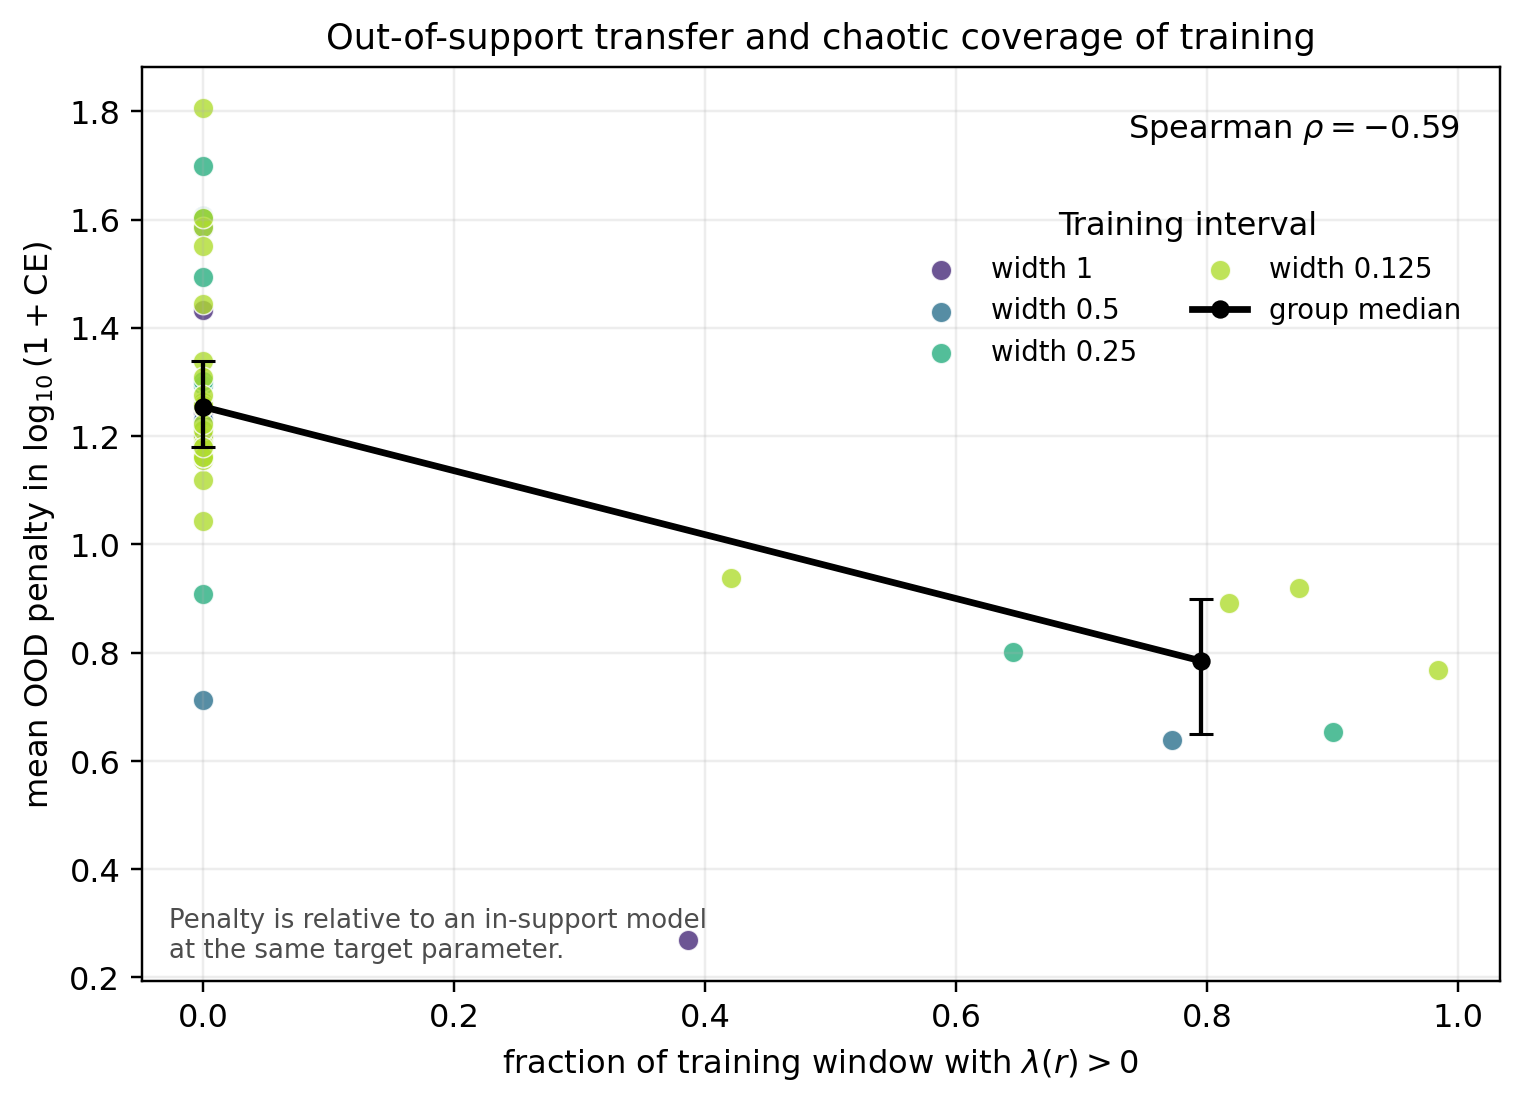 Out-of-support transfer and chaotic coverage of training
mean OOD penalty in log₁₀ (1 + CE)
1.8
1.6
1.4
1.2
1.0
0.8
0.6
0.4
0.2
Spearman ρ = −0.59
Training interval
width 1
width 0.5
width 0.25
width 0.125
group median
Penalty is relative to an in-support model
at the same target parameter.
0.0 0.2 0.4 0.6 0.8 1.0
fraction of training window with λ(r) > 0